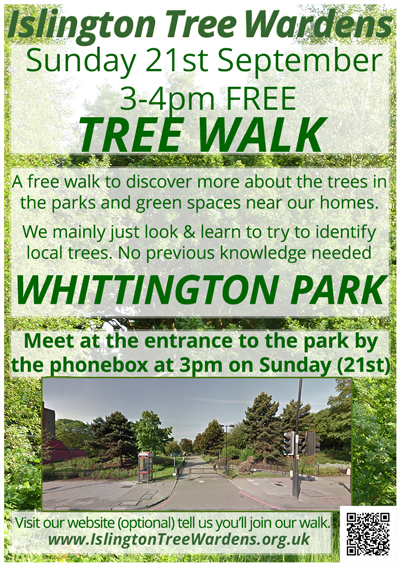 Islington Tree Wardens
Sunday 21st September
3-4pm FREE
TREE WALK
A free walk to discover more about the trees in
the parks and green spaces near our homes.
We mainly just look & learn to try to identify
local trees. No previous knowledge needed
WHITTINGTON PARK
Meet at the entrance to the park by
the phonebox at 3pm on Sunday (21st)
Visit our website (optional) tell us you'll join our walk.
www.IslingtonTreeWardens.org.uk